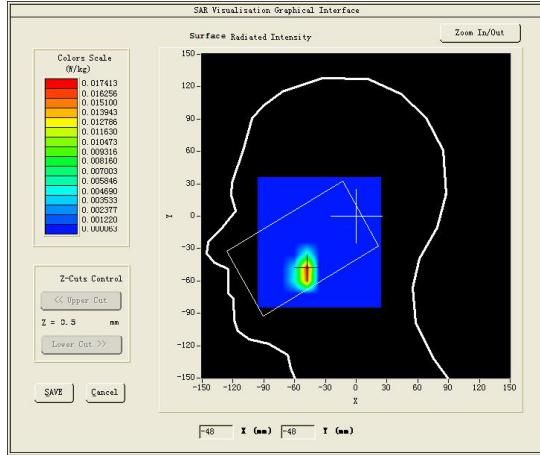 SAR Visualisation Graphical Interface
Surface Radiated Intensity
Zoom In/Out
Colors Scale
(W/kg)
0.017413
0.016256
0.015100
0.013943
0.012786
0.011630
0.010473
0.009316
0.008160
0.007003
0.005846
0.004690
0.003533
0.002377
0.001220
0.000063
Z-Cuts Control
<< Upper Cut
Z = 3.5 mm
Lower Cut >>
SAVE
Cancel
150
120
90
60
30
0
-30
-60
-90
-120
-150
Y
-150 -120 -90 -60 -30 0 30 60 90 120 150
X
-48 X (mm) -48 Y (mm)